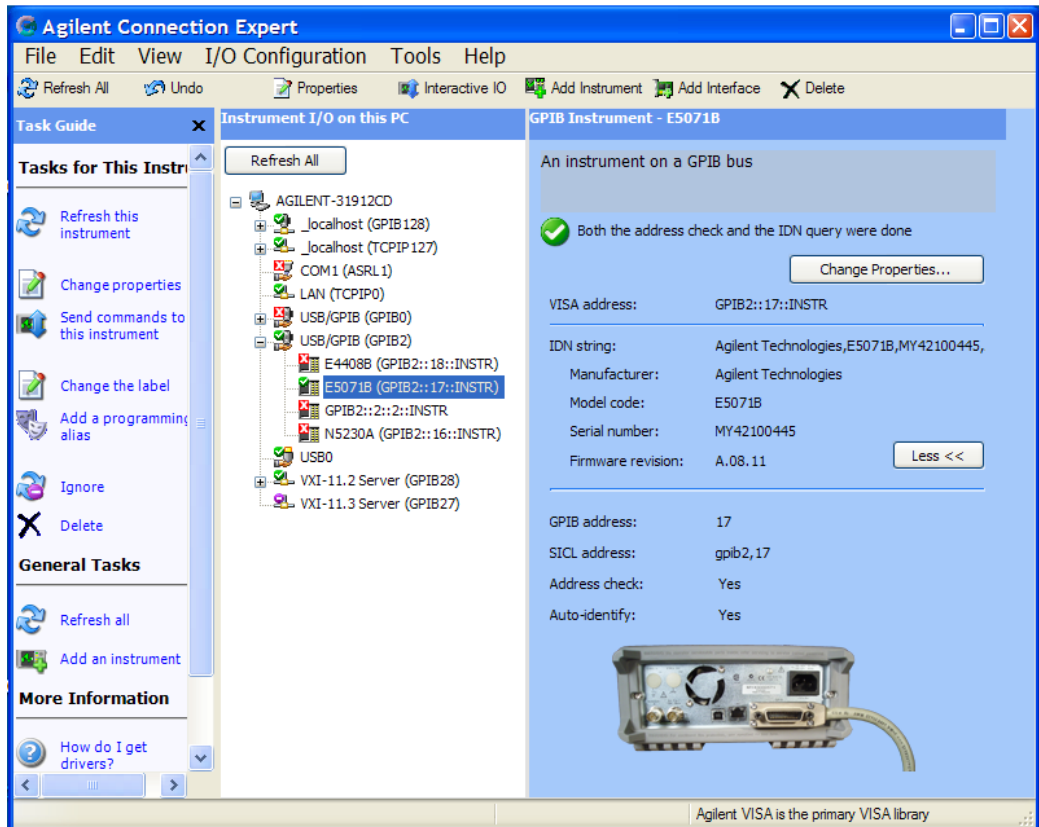 Agilent Connection Expert
File Edit View I/O Configuration Tools Help
Refresh All Undo Properties Interactive IO Add Instrument Add Interface Delete
Task Guide x
Tasks for This Instru
Refresh this
instrument
Change properties
Send commands to
this instrument
Change the label
Add a programming
alias
Ignore
Delete
General Tasks
Refresh all
Add an instrument
More Information
How do I get
drivers?
Instrument I/O on this PC
Refresh All
AGILENT-31912CD
_localhost (GPIB128)
_localhost (TCPIP127)
COM1 (ASRL1)
LAN (TCPIP0)
USB/GPIB (GPIB0)
USB/GPIB (GPIB2)
E4408B (GPIB2::18::INSTR)
E5071B (GPIB2::17::INSTR)
GPIB2::2::2::INSTR
N5230A (GPIB2::16::INSTR)
USB0
VXI-11.2 Server (GPIB28)
VXI-11.3 Server (GPIB27)
GPIB Instrument - E5071B
An instrument on a GPIB bus
Both the address check and the IDN query were done
Change Properties...
VISA address: GPIB2::17::INSTR
IDN string: Agilent Technologies,E5071B,MY42100445,
Manufacturer: Agilent Technologies
Model code: E5071B
Serial number: MY42100445
Firmware revision: A.08.11
Less <<
GPIB address: 17
SICL address: gpib2,17
Address check: Yes
Auto-identify: Yes
Agilent VISA is the primary VISA library